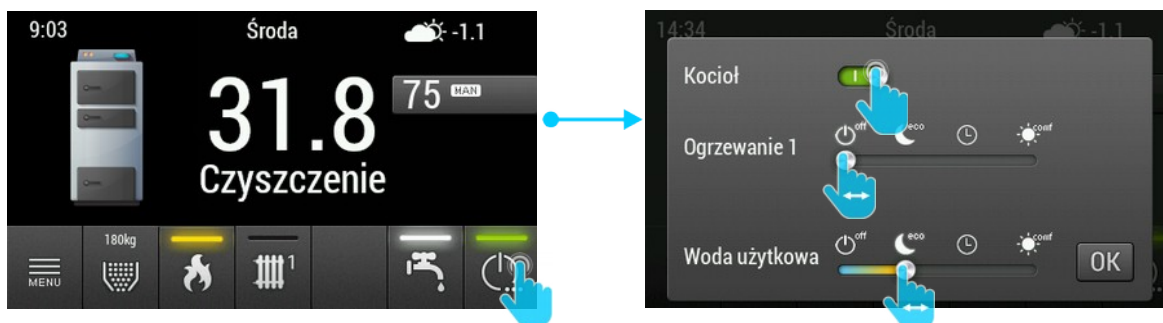 9:03 Środa -1.1
31.8
75 MAN
Czyszczenie
180kg
1
MENU
14:34 Środa -1.1
Kocioł I
off eco comf
Ogrzewanie 1
off eco comf
Woda użytkowa
OK